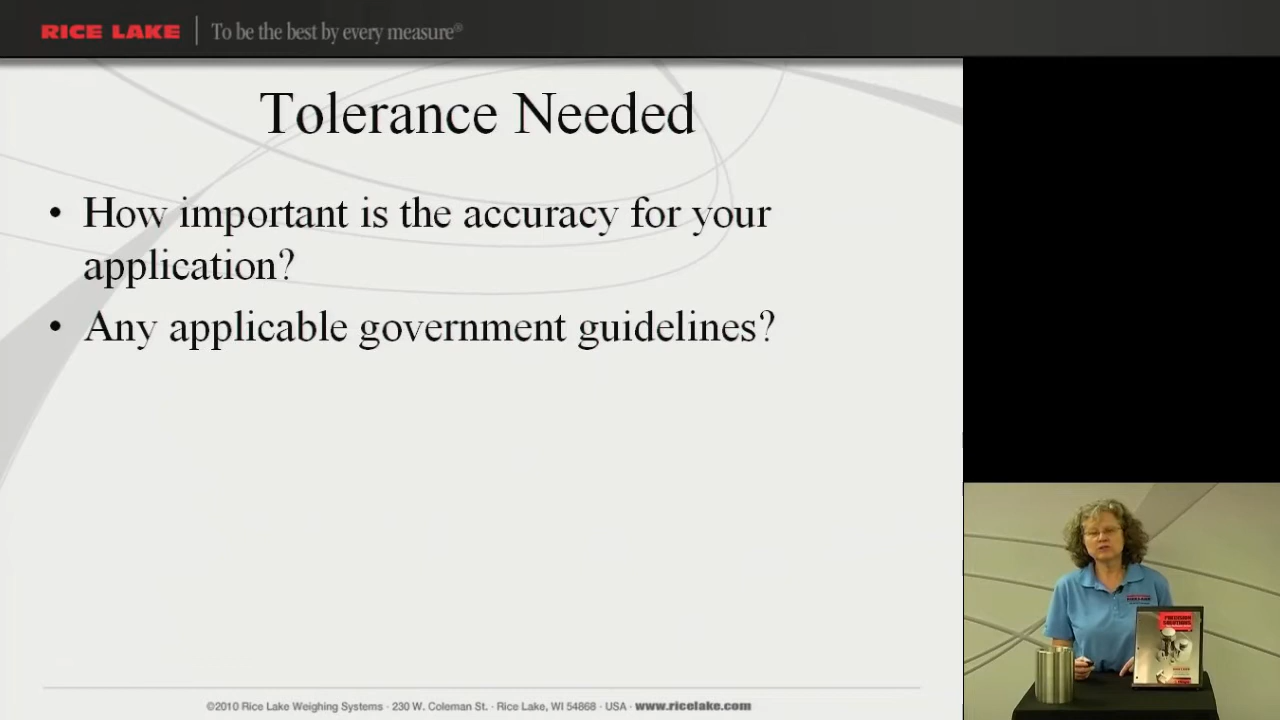 RICE LAKE To be the best by every measure®
Tolerance Needed
• How important is the accuracy for your
application?
• Any applicable government guidelines?
PRECISION
SOLUTIONS
©2010 Rice Lake Weighing Systems · 230 W. Coleman St. · Rice Lake, WI 54868 · USA · www.ricelake.com